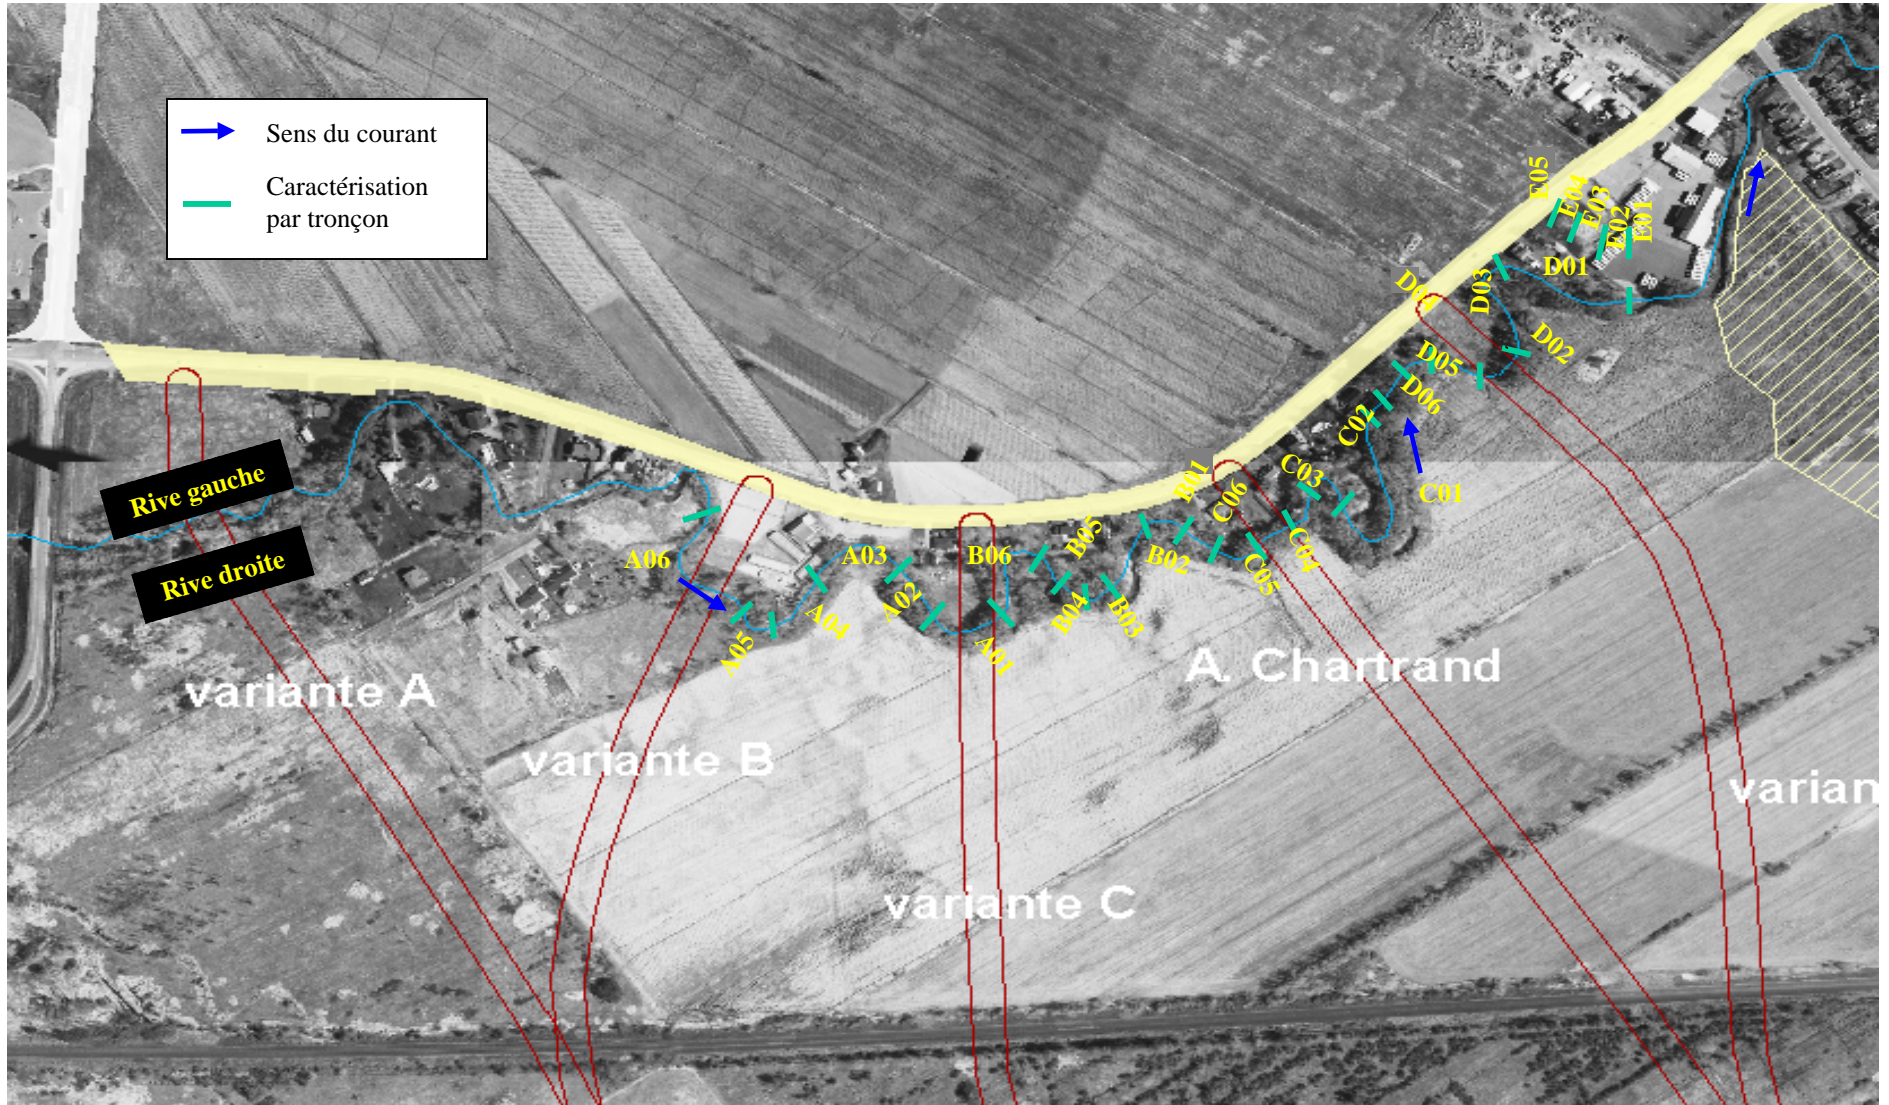 Sens du courant
Caractérisation
par tronçon
E05
E04
E03
E02
E01
D01
D03
D02
D05
D06
C02
C03
C01
B01
C06
C04
C05
B02
B05
B06
B04
B03
A03
A02
A01
A04
A05
A06
Rive gauche
Rive droite
variante A
variante B
variante C
A. Chartrand
varian